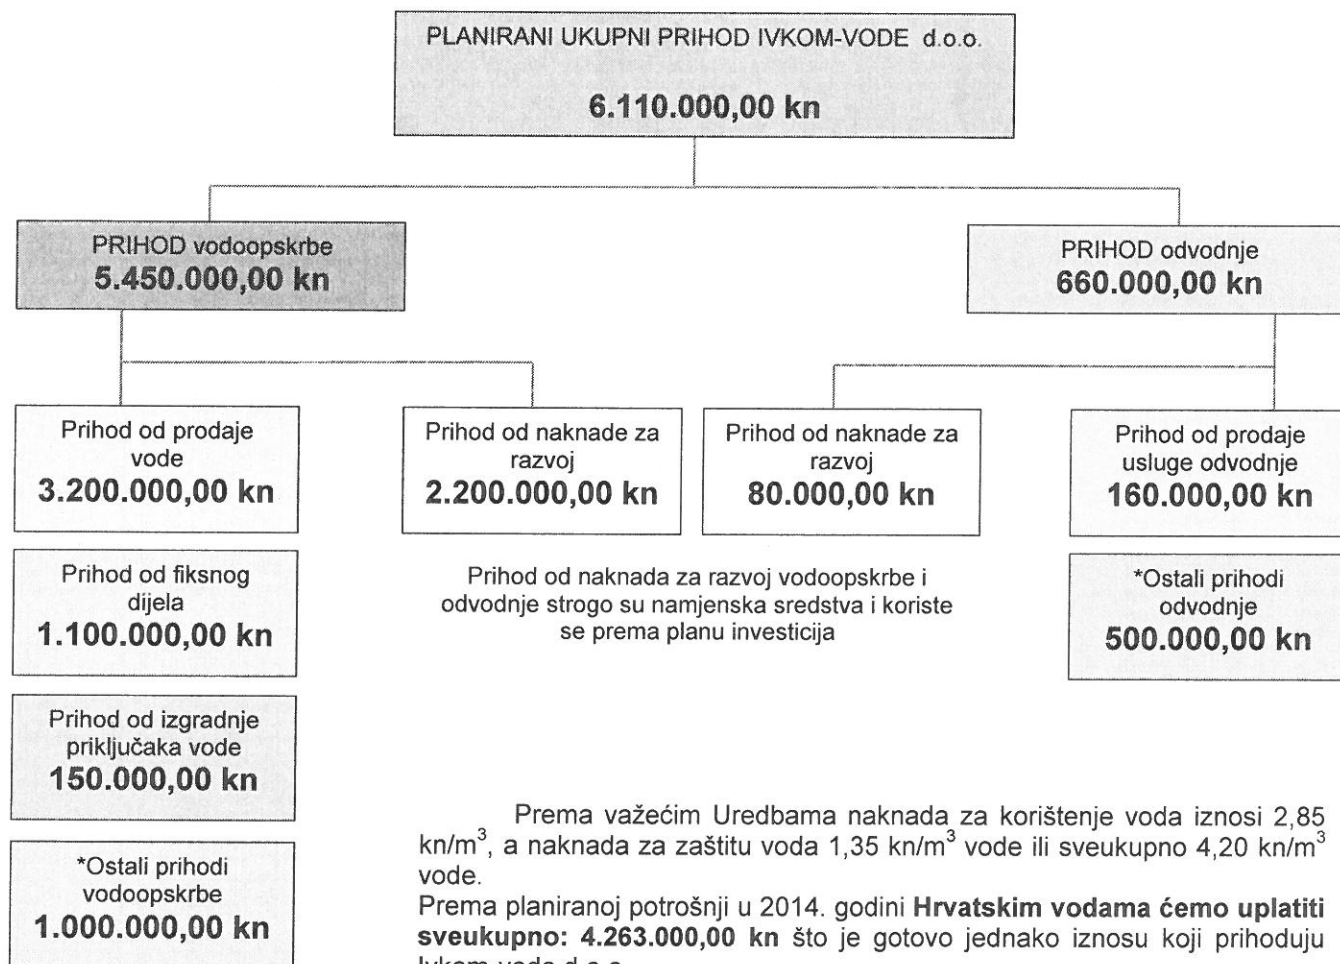 PLANIRANI UKUPNI PRIHOD IVKOM-VODE d.o.o.
6.110.000,00 kn
PRIHOD vodoopskrbe
5.450.000,00 kn
PRIHOD odvodnje
660.000,00 kn
Prihod od prodaje
vode
3.200.000,00 kn
Prihod od naknade za
razvoj
2.200.000,00 kn
Prihod od naknade za
razvoj
80.000,00 kn
Prihod od prodaje
usluge odvodnje
160.000,00 kn
Prihod od fiksnog
dijela
1.100.000,00 kn
Prihod od naknada za razvoj vodoopskrbe i
odvodnje strogo su namjenska sredstva i koriste
se prema planu investicija
*Ostali prihodi
odvodnje
500.000,00 kn
Prihod od izgradnje
priključaka vode
150.000,00 kn
*Ostali prihodi
vodoopskrbe
1.000.000,00 kn
Prema važećim Uredbama naknada za korištenje voda iznosi 2,85
kn/m³, a naknada za zaštitu voda 1,35 kn/m³ vode ili sveukupno 4,20 kn/m³
vode.
Prema planiranoj potrošnji u 2014. godini Hrvatskim vodama ćemo uplatiti
sveukupno: 4.263.000,00 kn što je gotovo jednako iznosu koji prihoduju